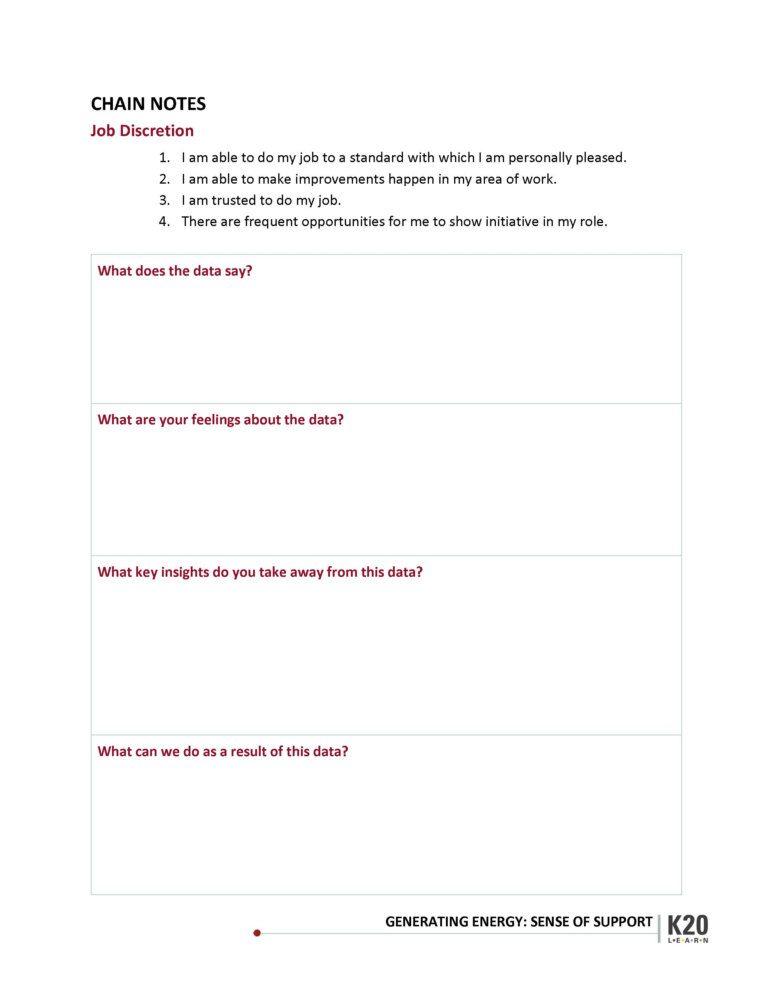 CHAIN NOTES
Job Discretion
1. I am able to do my job to a standard with which I am personally pleased.
2. I am able to make improvements happen in my area of work.
3. I am trusted to do my job.
4. There are frequent opportunities for me to show initiative in my role.
What does the data say?
What are your feelings about the data?
What key insights do you take away from this data?
What can we do as a result of this data?
GENERATING ENERGY: SENSE OF SUPPORT
K20
L•E•A•R•N